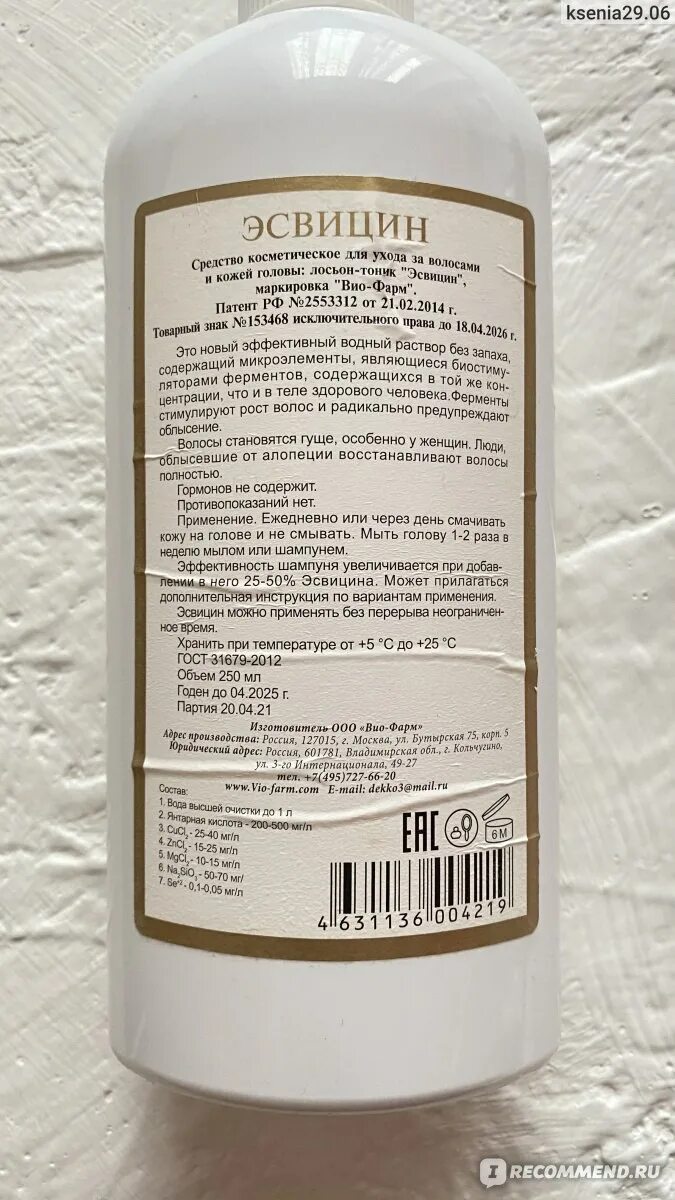 ksenia29.06
ЭСВИЦИН
Средство косметическое для ухода за волосами
и кожей головы: лосьон-тоник "Эсвицин",
маркировка "Вио-Фарм".
Патент РФ №2553312 от 21.02.2014 г.
Товарный знак №153468 исключительного права до 18.04.2026 г.
Это новый эффективный водный раствор без запаха,
содержащий микроэлементы, являющиеся биостиму-
ляторами ферментов, содержащихся в той же кон-
центрации, что и в теле здорового человека.Ферменты
стимулируют рост волос и радикально предупреждают
облысение.
Волосы становятся гуще, особенно у женщин. Люди,
облысевшие от алопеции восстанавливают волосы
полностью.
Гормонов не содержит.
Противопоказаний нет.
Применение. Ежедневно или через день смачивать
кожу на голове и не смывать. Мыть голову 1-2 раза в
неделю мылом или шампунем.
Эффективность шампуня увеличивается при добав-
лении в него 25-50% Эсвицина. Может прилагаться
дополнительная инструкция по вариантам применения.
Эсвицин можно применять без перерыва неограничен-
ное время.
Хранить при температуре от +5 °С до +25 °С
ГОСТ 31679-2012
Объем 250 мл
Годен до 04.2025 г.
Партия 20.04.21
Изготовитель ООО «Вио-Фарм»
Адрес производства: Россия, 127015, г. Москва, ул. Бутырская 75, корп. 5
Юридический адрес: Россия, 601781, Владимирская обл., г. Кольчугино,
ул. 3-го Интернационала, 49-27
тел. +7(495)727-66-20
www.Vio-farm.com E-mail: dekko3@mail.ru
Состав:
1. Вода высшей очистки до 1 л
2. Янтарная кислота - 200-500 мг/л
3. CuCl₂ - 25-40 мг/л
4. ZnCl₂ - 15-25 мг/л
5. MgCl₂ - 10-15 мг/л
6. Na₂SiO₃ - 50-70 мг/
7. Se⁺² - 0,1-0,05 мг/л
ЕАС
6М
4631136004219
I RECOMMEND.RU